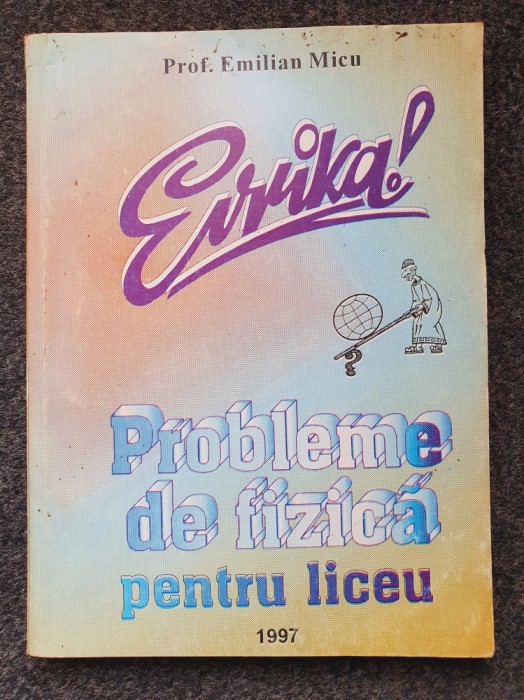 Prof. Emilian Micu
Evrika!
?
Probleme
de fizică
pentru liceu
1997